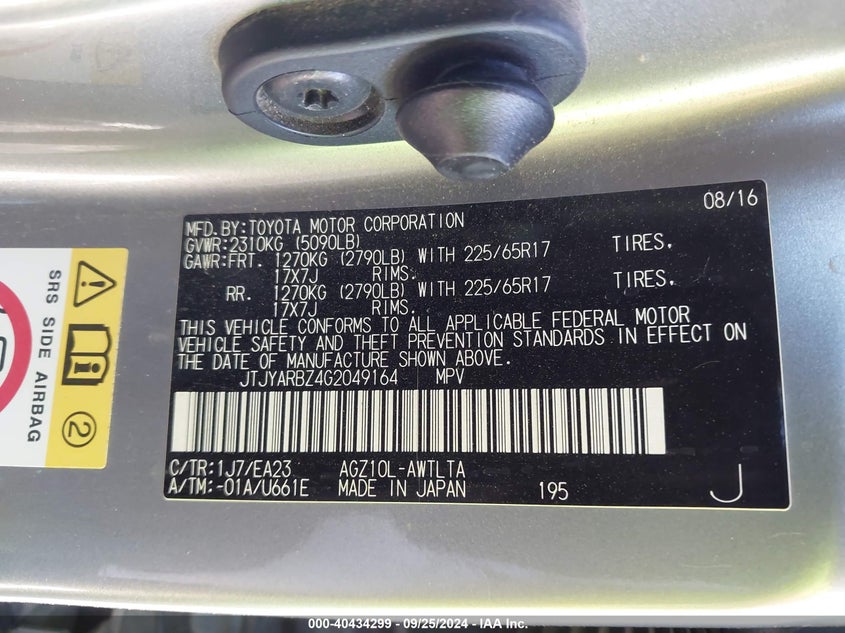 08/16
MFD.BY:TOYOTA MOTOR CORPORATION
GVWR:2310KG (5090LB)
GAWR:FRT. 1270KG (2790LB) WITH 225/65R17 TIRES,
17X7J RIMS.
RR. 1270KG (2790LB) WITH 225/65R17 TIRES,
17X7J RIMS.
THIS VEHICLE CONFORMS TO ALL APPLICABLE FEDERAL MOTOR
VEHICLE SAFETY AND THEFT PREVENTION STANDARDS IN EFFECT ON
THE DATE OF MANUFACTURE SHOWN ABOVE.
JTJYARBZ4G2049164 MPV
C/TR:1J7/EA23 AGZ10L-AWTLTA
A/TM:-01A/U661E MADE IN JAPAN 195 J
SRS SIDE AIRBAG
2
000-40434299 - 09/25/2024 - IAA Inc.